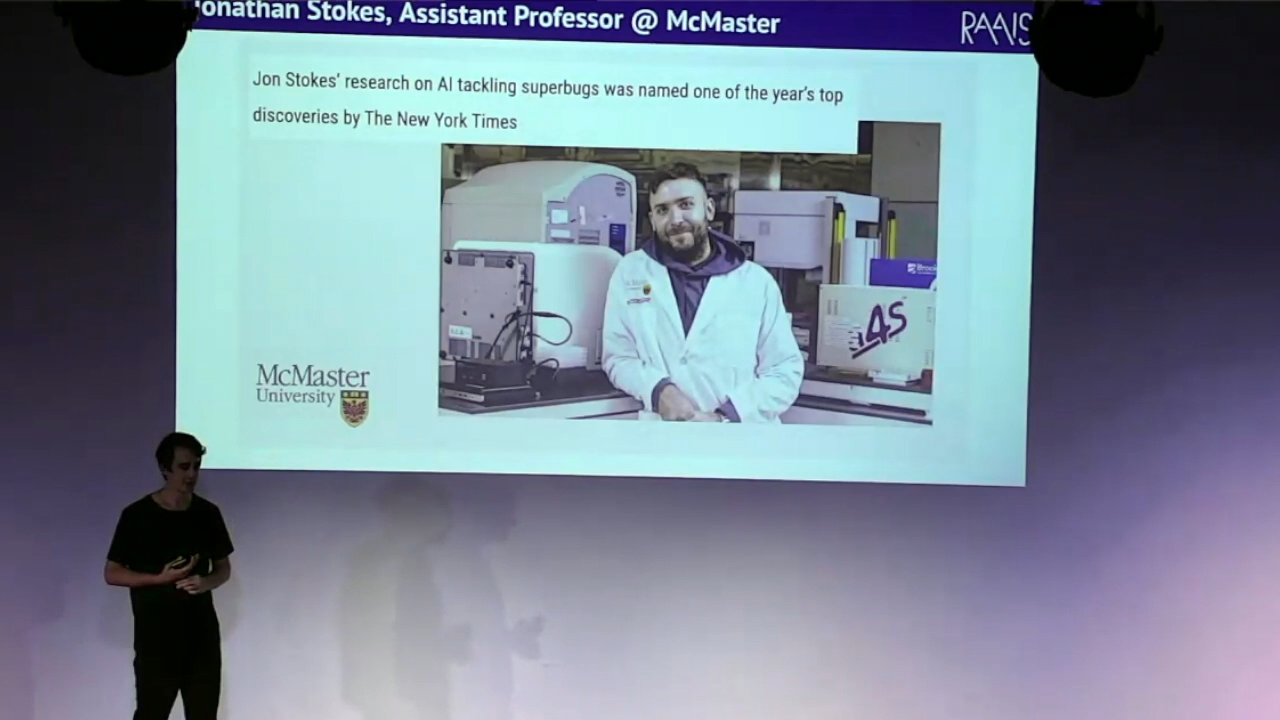 Jonathan Stokes, Assistant Professor @ McMaster
RAAIS
Jon Stokes' research on AI tackling superbugs was named one of the year's top
discoveries by The New York Times
McMaster
University